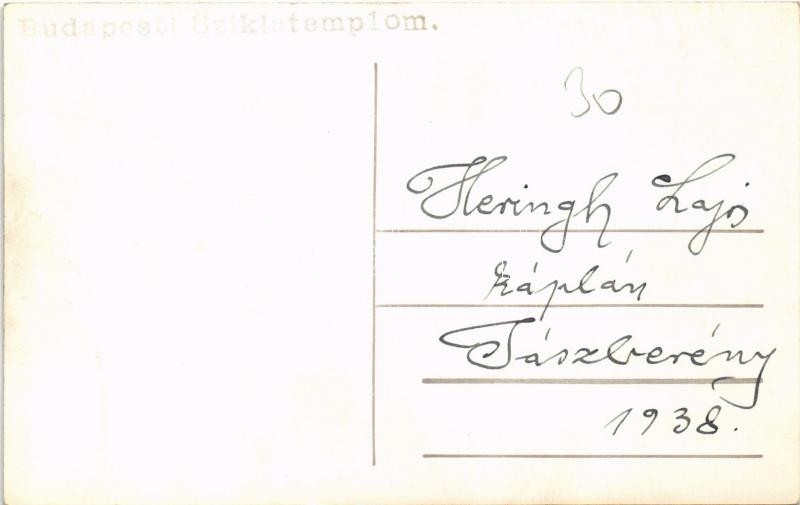 Budapesti Sziklatemplom.
30
Heringh Lajos
káplán
Jászberény
1938.